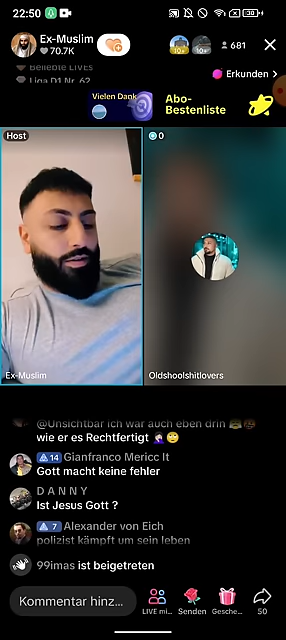 22:50
Ex-Muslim
70.7K
10+
10+
681
Beliebte LIVEs
Erkunden >
Liga D1 Nr. 62
Vielen Dank
Abo-
Bestenliste
Host
0
Ex-Muslim
Oldshoolshitlovers
@Unsichtbar ich war auch eben drin
wie er es Rechtfertigt
14 Gianfranco Mericc It
Gott macht keine fehler
D A N N Y
Ist Jesus Gott ?
7 Alexander von Eich
polizist kämpft um sein leben
99imas ist beigetreten
Kommentar hinz...
LIVE mi...
Senden
Gesche...
50